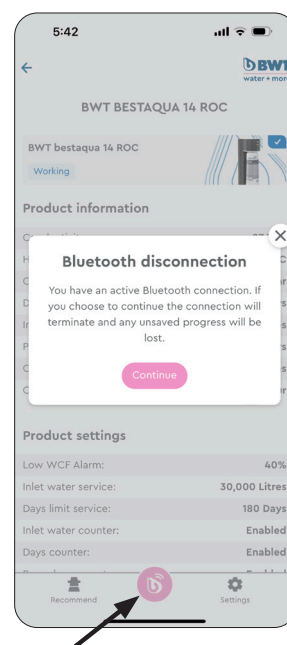 5:42
BWT
water + more
BWT BESTAQUA 14 ROC
BWT bestaqua 14 ROC
Working
Product information
Bluetooth disconnection
You have an active Bluetooth connection. If
you choose to continue the connection will
terminate and any unsaved progress will be
lost.
Continue
Product settings
Low WCF Alarm: 40%
Inlet water service: 30,000 Litres
Days limit service: 180 Days
Inlet water counter: Enabled
Days counter: Enabled
Recommend
Settings